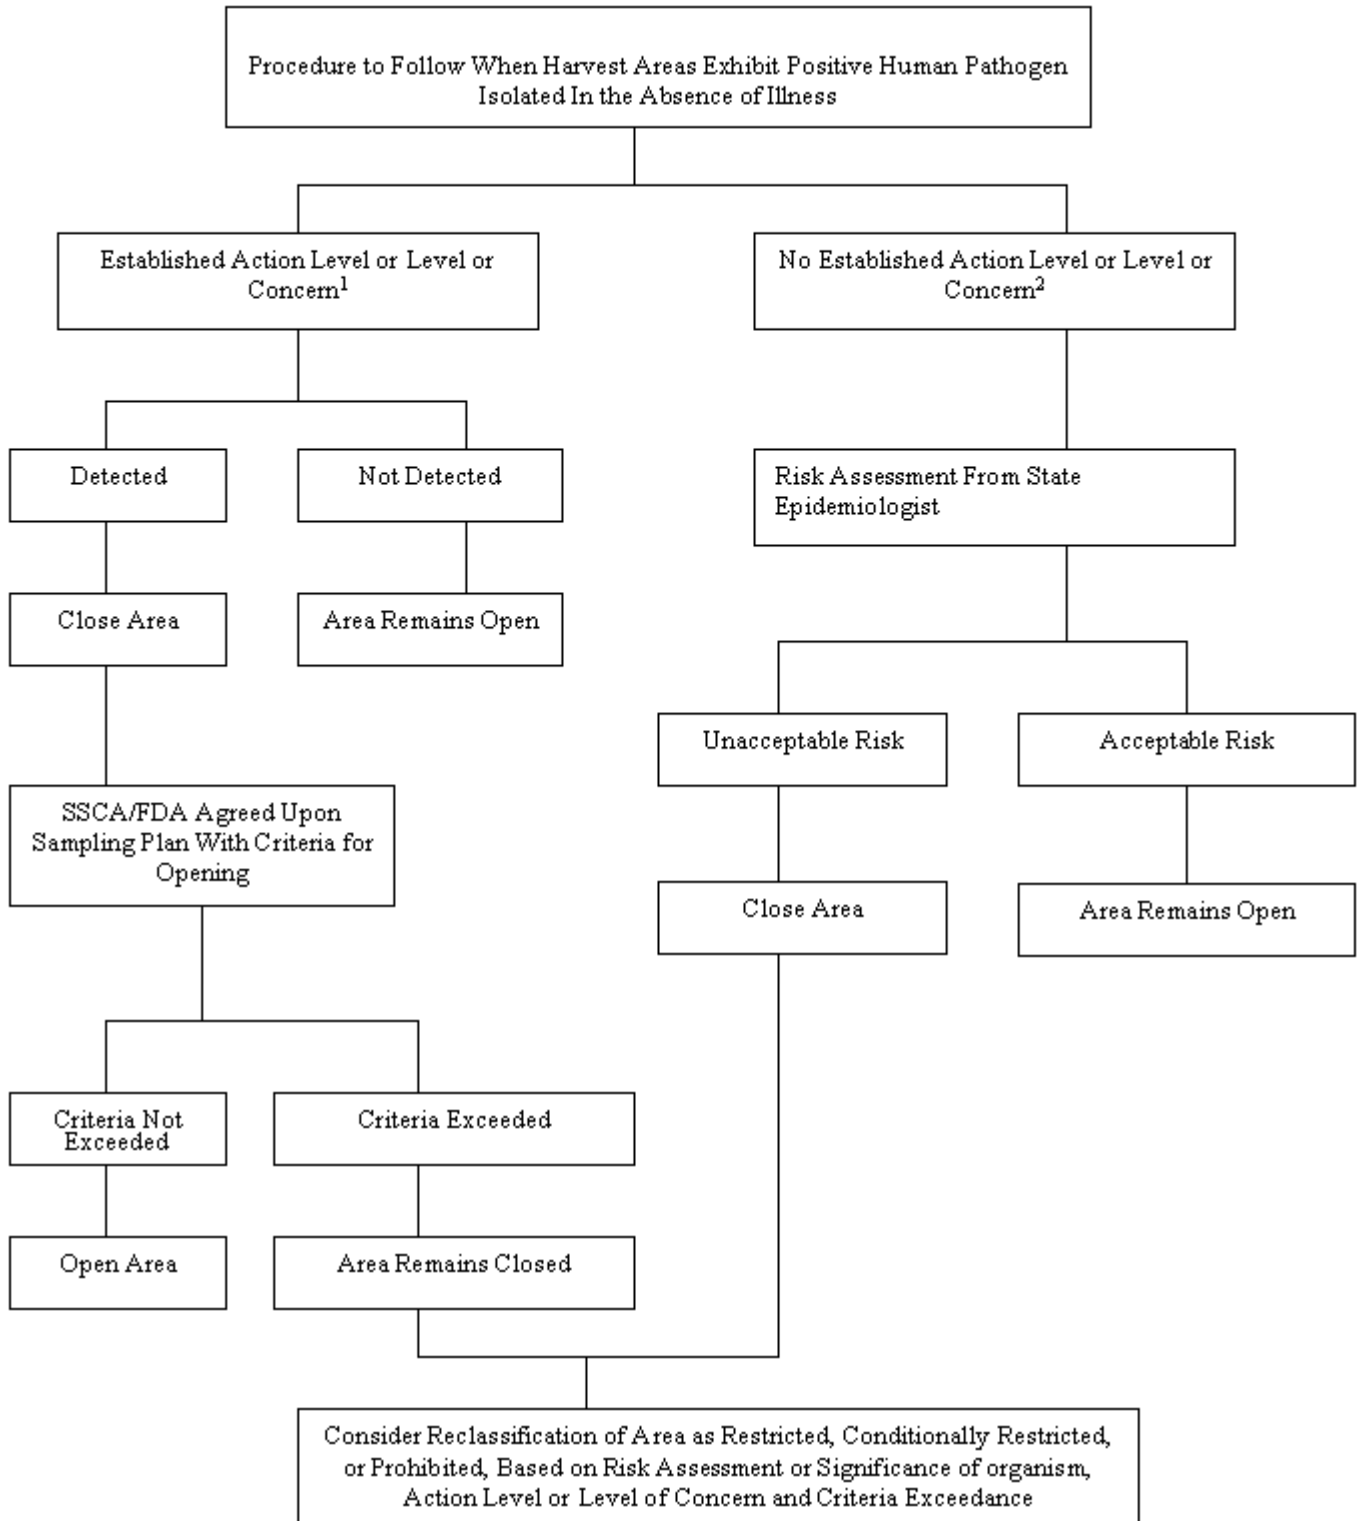 Procedure to Follow When Harvest Areas Exhibit Positive Human Pathogen
Isolated In the Absence of Illness
Established Action Level or Level or
Concern1
No Established Action Level or Level or
Concern2
Detected
Not Detected
Risk Assessment From State
Epidemiologist
Close Area
Area Remains Open
Unacceptable Risk
Acceptable Risk
SSCA/FDA Agreed Upon
Sampling Plan With Criteria for
Opening
Close Area
Area Remains Open
Criteria Not
Exceeded
Criteria Exceeded
Open Area
Area Remains Closed
Consider Reclassification of Area as Restricted, Conditionally Restricted,
or Prohibited, Based on Risk Assessment or Significance of organism,
Action Level or Level of Concern and Criteria Exceedance